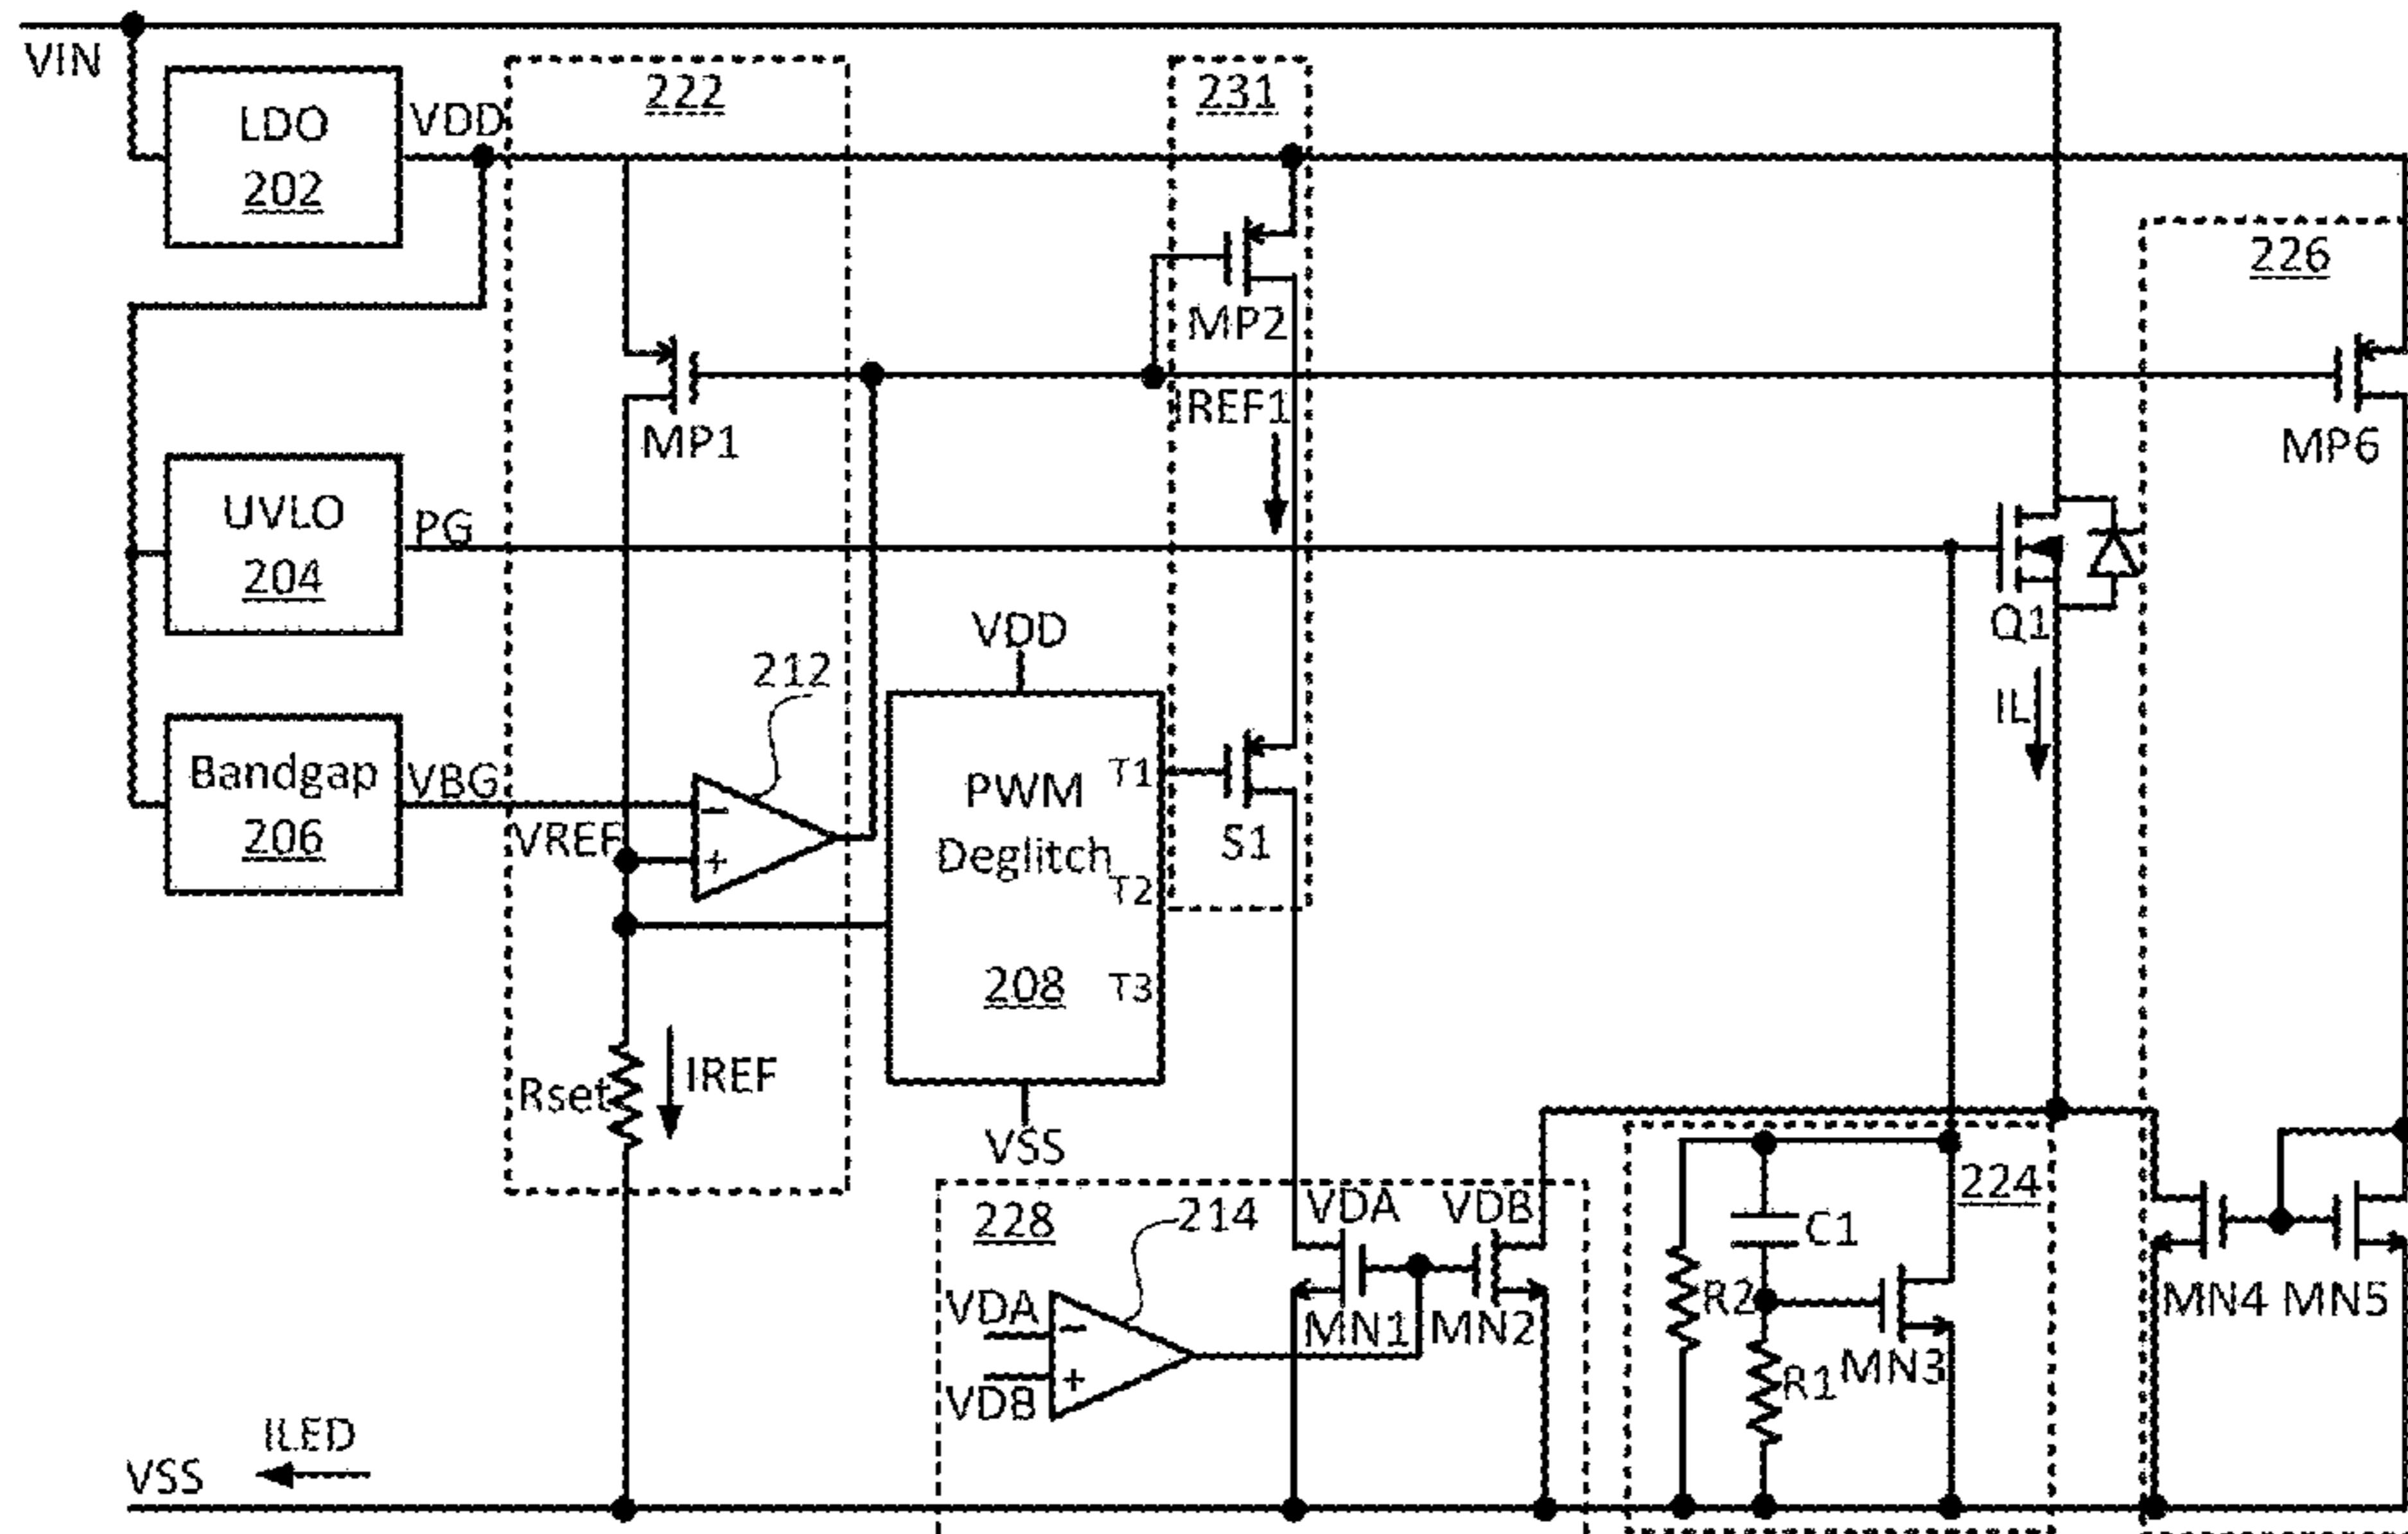 VIN
LDO
202
VDD
222
231
226
MP2
IREF1
MP1
MP6
UVLO
204
PG
Q1
VDD
212
IL
Bandgap
206
VBG
VREF
-
+
PWM
Deglitch
208
T1
T2
T3
S1
Rset
IREF
VSS
228
214
VDA
VDB
224
C1
VDA
-
VDB
+
MN1
MN2
R2
R1
MN3
MN4
MN5
ILED
VSS